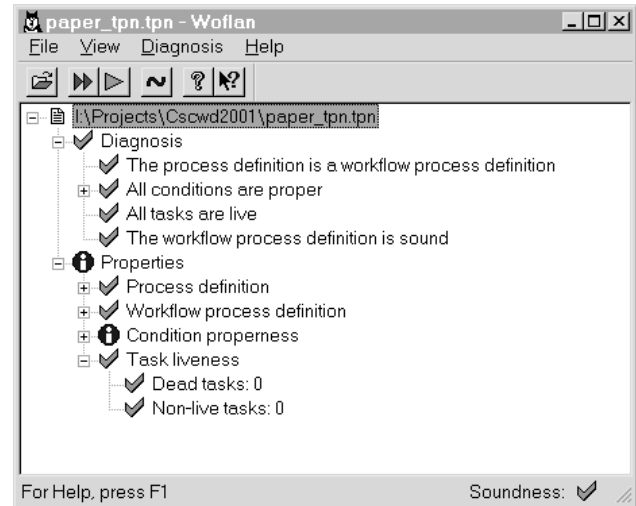 paper_tpn.tpn - Woflan
File View Diagnosis Help
I:\Projects\Cscwd2001\paper_tpn.tpn
Diagnosis
The process definition is a workflow process definition
All conditions are proper
All tasks are live
The workflow process definition is sound
Properties
Process definition
Workflow process definition
Condition properness
Task liveness
Dead tasks: 0
Non-live tasks: 0
For Help, press F1 Soundness: